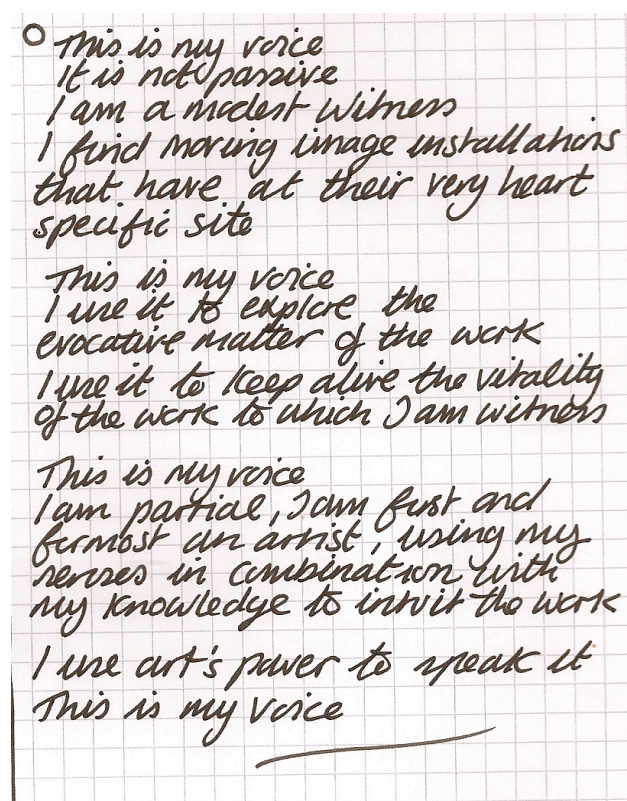 This is my voice
It is not passive
I am a modest witness
I find moving image installations
that have at their very heart
specific site
This is my voice
I use it to explore the
evocative matter of the work
I use it to keep alive the vitality
of the work to which I am witness
This is my voice
I am partial, I am first and
formost an artist, using my
senses in combination with
my knowledge to intuit the work
I use art's power to speak it
This is my voice